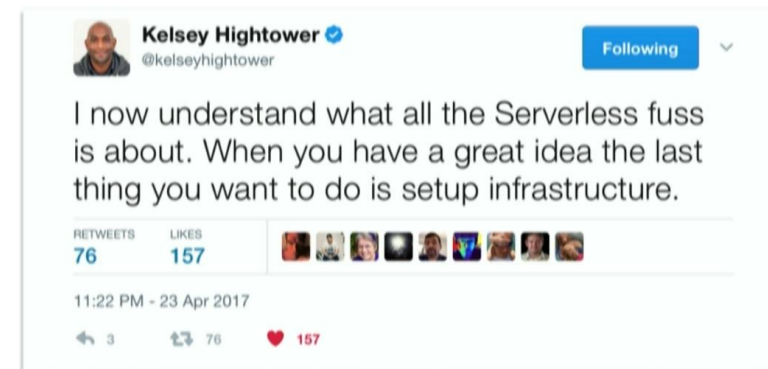 Kelsey Hightower
@kelseyhightower
Following
I now understand what all the Serverless fuss
is about. When you have a great idea the last
thing you want to do is setup infrastructure.
RETWEETS LIKES
76 157
11:22 PM - 23 Apr 2017
3 76 157